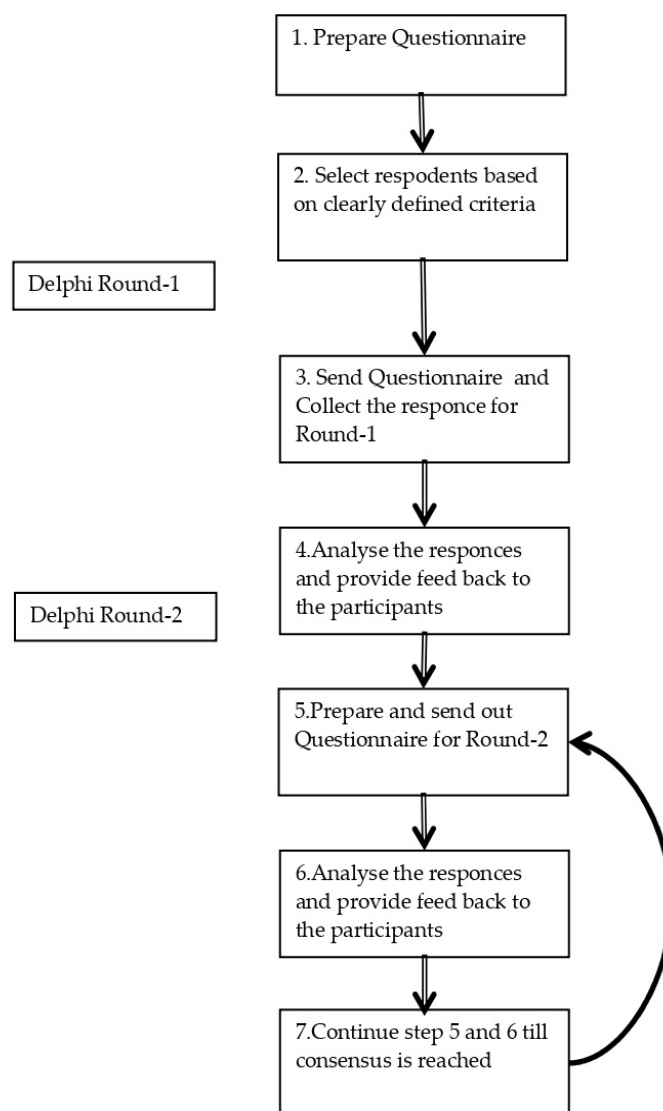 1. Prepare Questionnaire
2. Select respodents based
on clearly defined criteria
Delphi Round-1
3. Send Questionnaire and
Collect the responce for
Round-1
4.Analyse the responces
and provide feed back to
the participants
Delphi Round-2
5.Prepare and send out
Questionnaire for Round-2
6.Analyse the responces
and provide feed back to
the participants
7.Continue step 5 and 6 till
consensus is reached